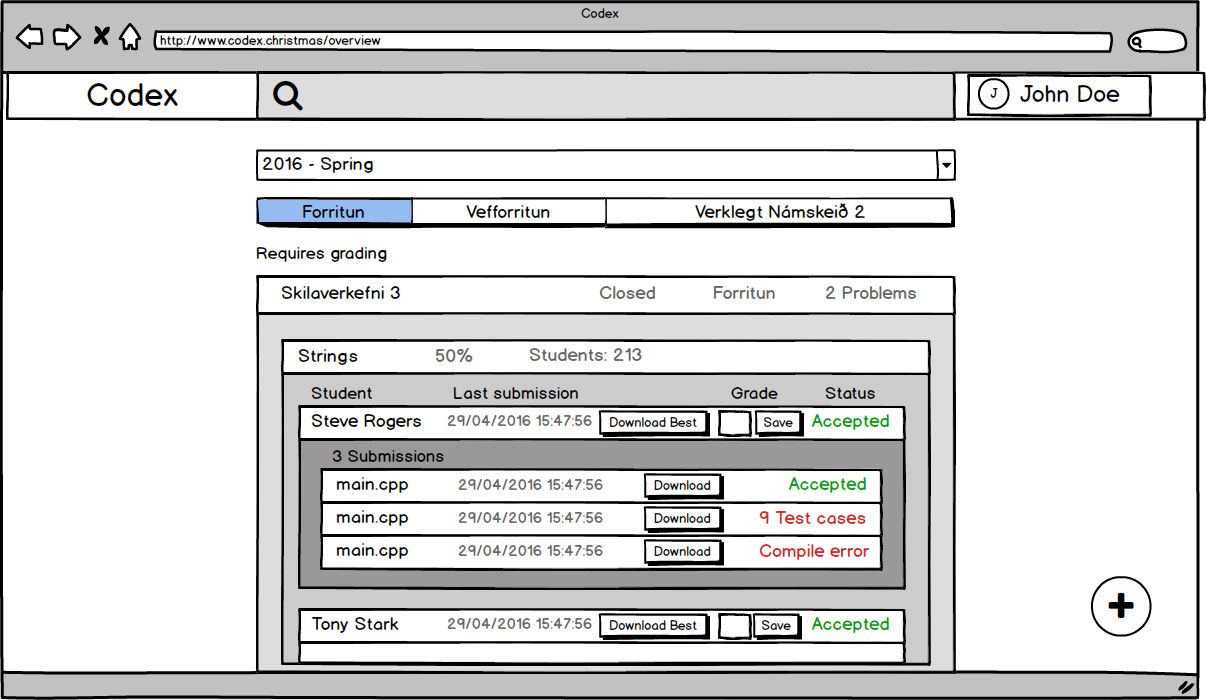 Codex
http://www.codex.christmas/overview
Codex
J John Doe
2016 - Spring
Forritun Vefforritun Verklegt Námskeið 2
Requires grading
Skilaverkefni 3 Closed Forritun 2 Problems
Strings 50% Students: 213
Student Last submission Grade Status
Steve Rogers 29/04/2016 15:47:56 Download Best Save Accepted
3 Submissions
main.cpp 29/04/2016 15:47:56 Download Accepted
main.cpp 29/04/2016 15:47:56 Download 9 Test cases
main.cpp 29/04/2016 15:47:56 Download Compile error
Tony Stark 29/04/2016 15:47:56 Download Best Save Accepted